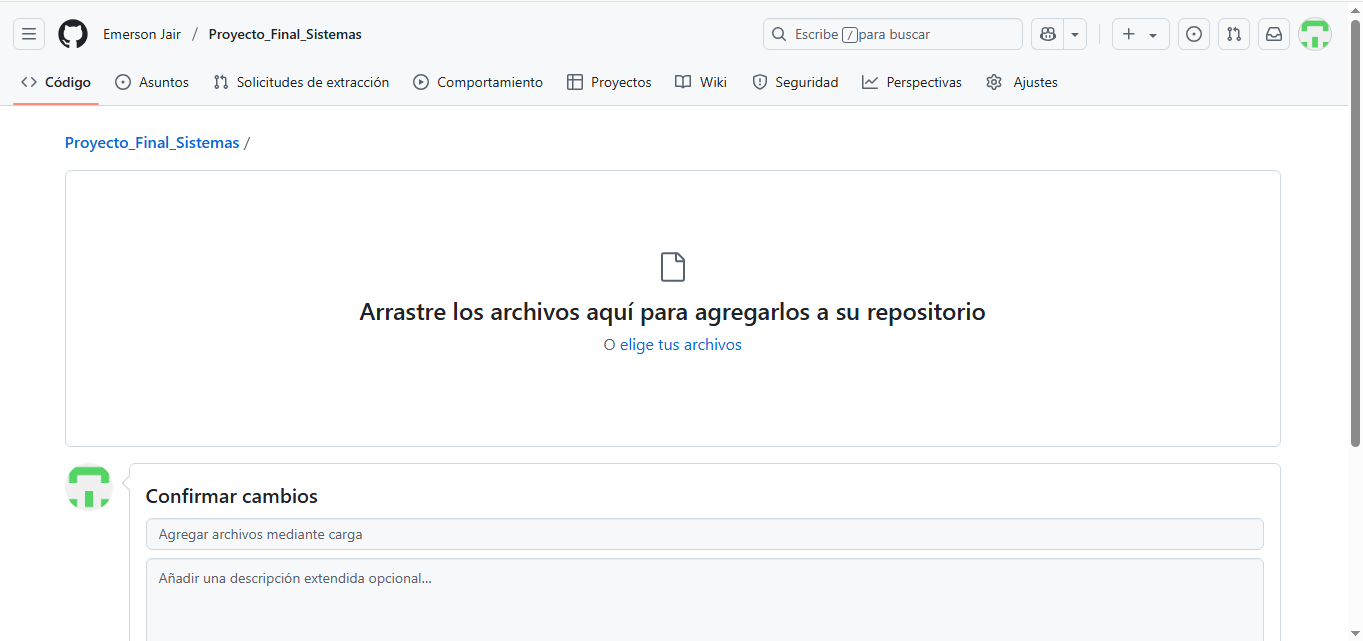 Emerson Jair / Proyecto_Final_Sistemas
Escribe / para buscar
Código Asuntos Solicitudes de extracción Comportamiento Proyectos Wiki Seguridad Perspectivas Ajustes
Proyecto_Final_Sistemas /
Arrastre los archivos aquí para agregarlos a su repositorio
O elige tus archivos
Confirmar cambios
Agregar archivos mediante carga
Añadir una descripción extendida opcional...